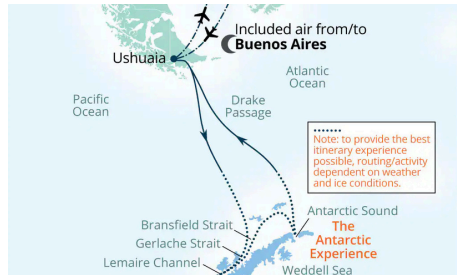 Included air from/to
Buenos Aires
Ushuaia
Atlantic
Ocean
Pacific
Ocean
Drake
Passage
Note: to provide the best
itinerary experience
possible, routing/activity
dependent on weather
and ice conditions.
Antarctic Sound
Bransfield Strait
The
Antarctic
Experience
Gerlache Strait
Lemaire Channel
Weddell Sea